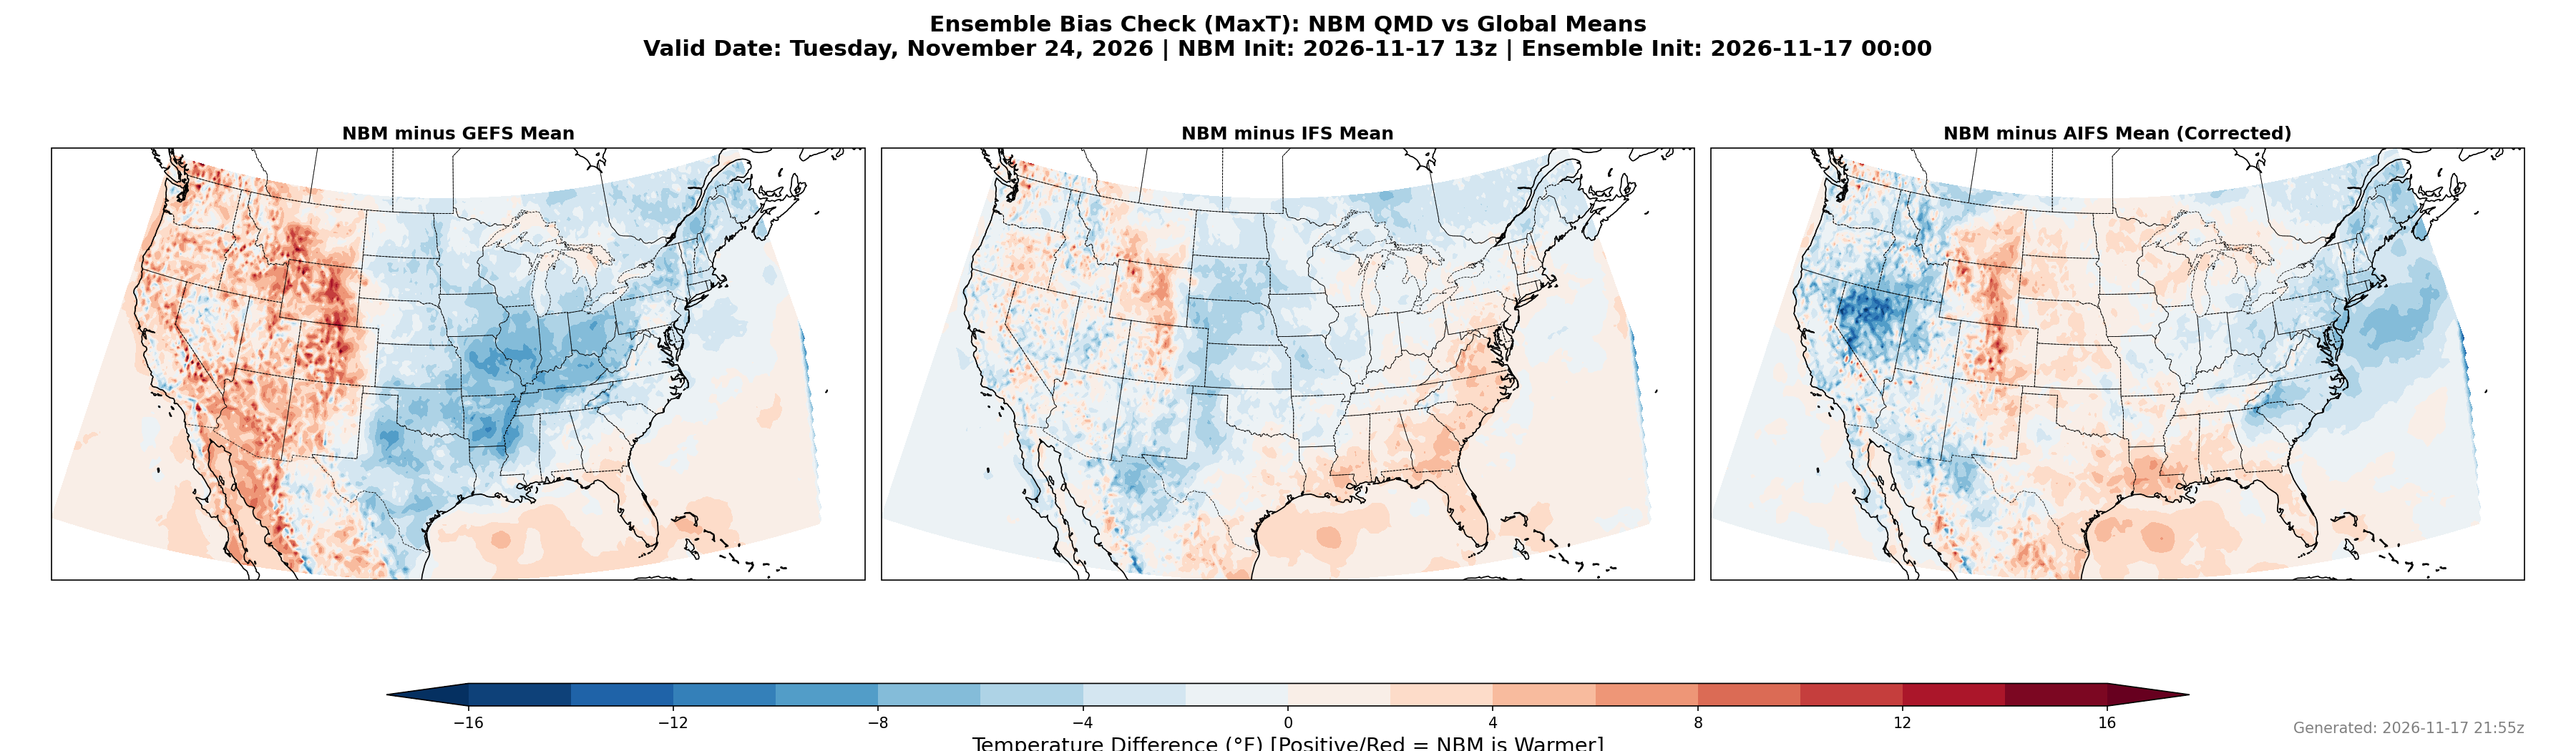 Ensemble Bias Check (MaxT): NBM QMD vs Global Means
Valid Date: Tuesday, November 24, 2026 | NBM Init: 2026-11-17 13z | Ensemble Init: 2026-11-17 00:00
NBM minus GEFS Mean
NBM minus IFS Mean
NBM minus AIFS Mean (Corrected)
−16 −12 −8 −4 0 4 8 12 16
Temperature Difference (°F) [Positive/Red = NBM is Warmer]
Generated: 2026-11-17 21:55z